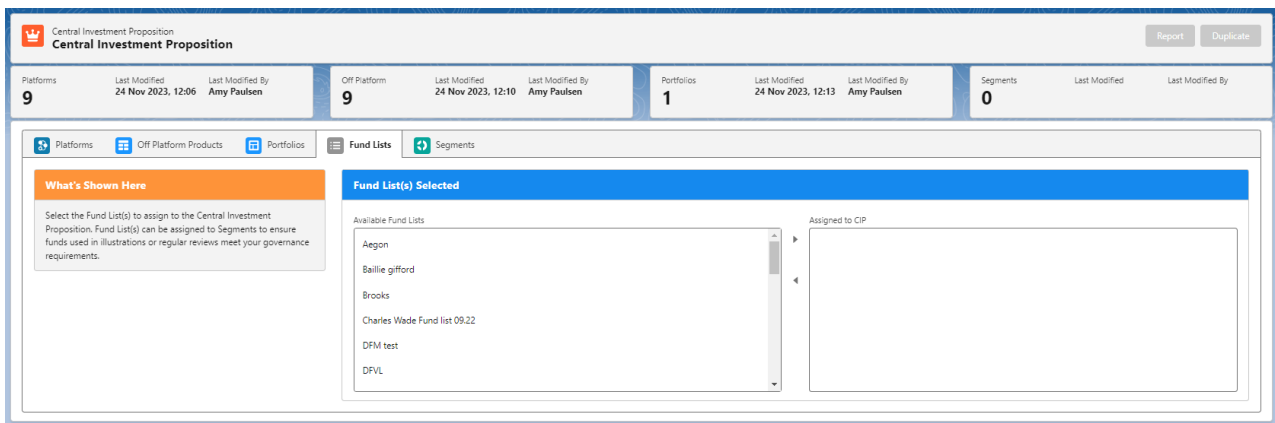 Central Investment Proposition
Central Investment Proposition
Report
Duplicate
Platforms
9
Last Modified
24 Nov 2023, 12:06
Last Modified By
Amy Paulsen
Off Platform
9
Last Modified
24 Nov 2023, 12:10
Last Modified By
Amy Paulsen
Portfolios
1
Last Modified
24 Nov 2023, 12:13
Last Modified By
Amy Paulsen
Segments
0
Last Modified
Last Modified By
Platforms
Off Platform Products
Portfolios
Fund Lists
Segments
What's Shown Here
Select the Fund List(s) to assign to the Central Investment
Proposition. Fund List(s) can be assigned to Segments to ensure
funds used in illustrations or regular reviews meet your governance
requirements.
Fund List(s) Selected
Available Fund Lists
Aegon
Baillie gifford
Brooks
Charles Wade Fund list 09.22
DFM test
DFVL
Assigned to CIP